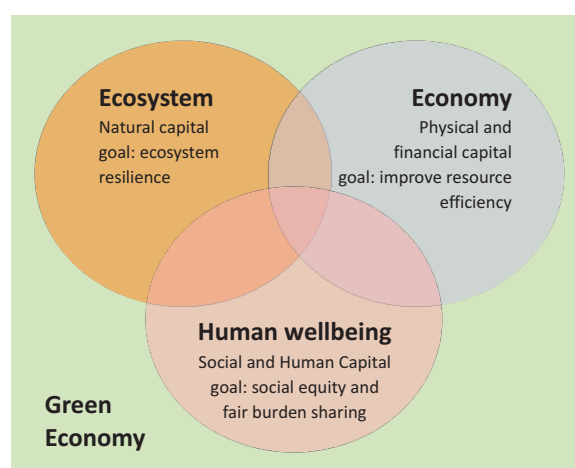 Ecosystem
Natural capital
goal: ecosystem
resilience
Economy
Physical and
financial capital
goal: improve resource
efficiency
Human wellbeing
Social and Human Capital
goal: social equity and
fair burden sharing
Green
Economy